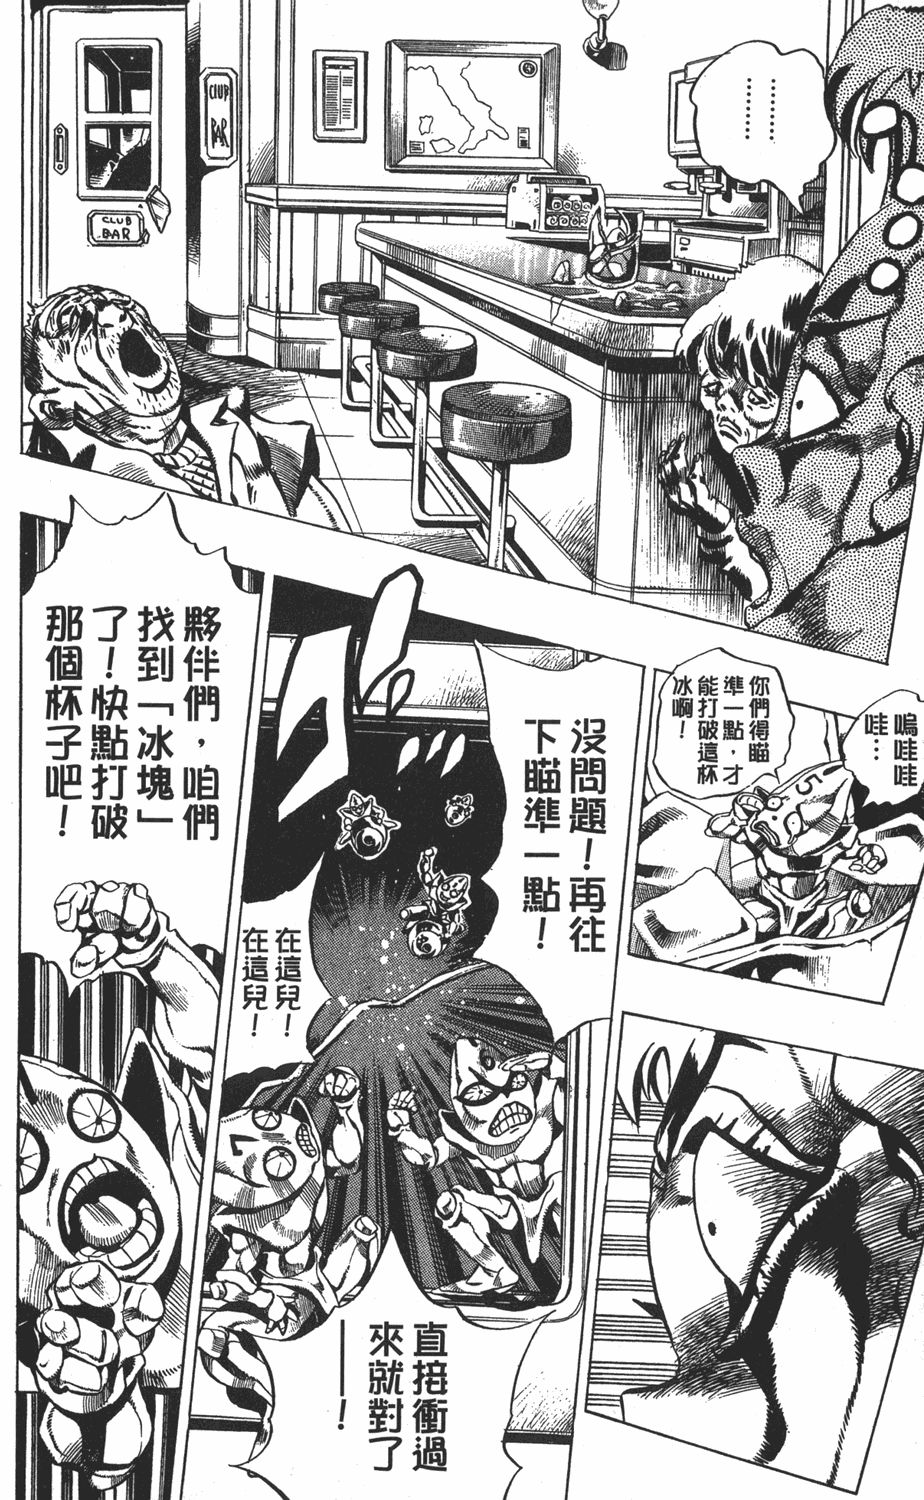 …………
CLUB
BAR
CLUB
BAR
嗚哇哇
哇…
你們得瞄
準一點，才
能打破這杯
冰啊！
沒問題！再往
下瞄準一點！
在這兒！
在這兒！
直接衝過
來就對了
——！
夥伴們，咱們
找到「冰塊」
了！快點打破
那個杯子吧！
5
7